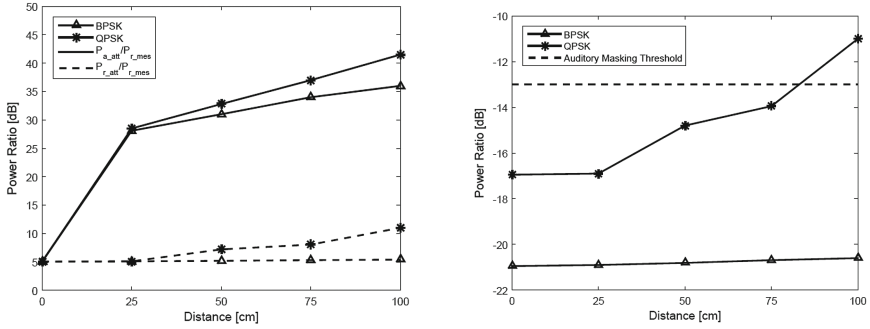 50
45
40
35
30
25
20
15
10
5
0
Power Ratio [dB]
BPSK
QPSK
P_a_att/P_r_mes
P_r_att/P_r_mes
0 25 50 75 100
Distance [cm]
-8
-10
-12
-14
-16
-18
-20
-22
Power Ratio [dB]
BPSK
QPSK
Auditory Masking Threshold
0 25 50 75 100
Distance [cm]